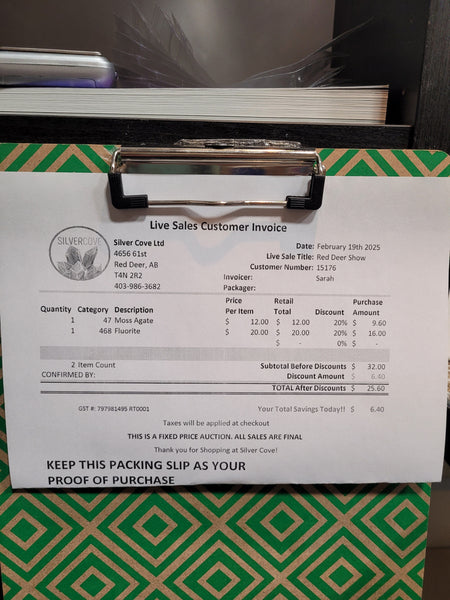 Live Sales Customer Invoice
SILVERCOVE
Silver Cove Ltd
4656 61st
Red Deer, AB
T4N 2R2
403-986-3682
Date: February 19th 2025
Live Sale Title: Red Deer Show
Customer Number: 15176
Invoicer: Sarah
Packager:
Quantity Category Description Price Per Item Retail Total Discount Purchase Amount
1 47 Moss Agate $ 12.00 $ 12.00 20% $ 9.60
1 468 Fluorite $ 20.00 $ 20.00 20% $ 16.00
$ - 0% $ -
2 Item Count Subtotal Before Discounts $ 32.00
CONFIRMED BY: Discount Amount $ 6.40
TOTAL After Discounts $ 25.60
GST #: 797981495 RT0001 Your Total Savings Today!! $ 6.40
Taxes will be applied at checkout
THIS IS A FIXED PRICE AUCTION. ALL SALES ARE FINAL
Thank you for Shopping at Silver Cove!
KEEP THIS PACKING SLIP AS YOUR
PROOF OF PURCHASE